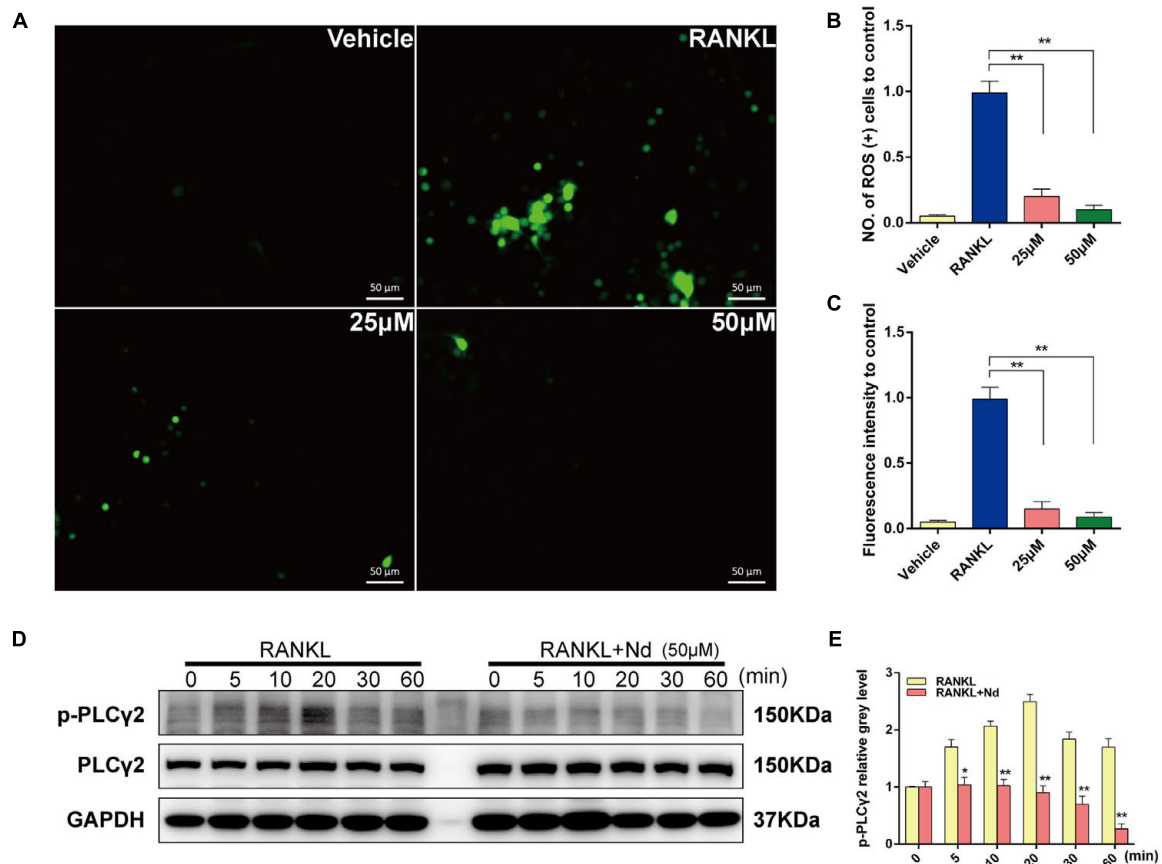 A
Vehicle
RANKL
50 µm
50 µm
25µM
50µM
50 µm
50 µm
B
NO. of ROS (+) cells to control
1.5
1.0
0.5
0.0
**
**
Vehicle
RANKL
25µM
50µM
C
Fluorescence intensity to control
1.5
1.0
0.5
0.0
**
**
Vehicle
RANKL
25µM
50µM
D
RANKL
RANKL+Nd (50µM)
0 5 10 20 30 60 0 5 10 20 30 60 (min)
p-PLCγ2 150KDa
PLCγ2 150KDa
GAPDH 37KDa
E
p-PLCγ2 relative grey level
3
2
1
0
RANKL
RANKL+Nd
*
**
**
**
**
0 5 10 20 30 60 (min)